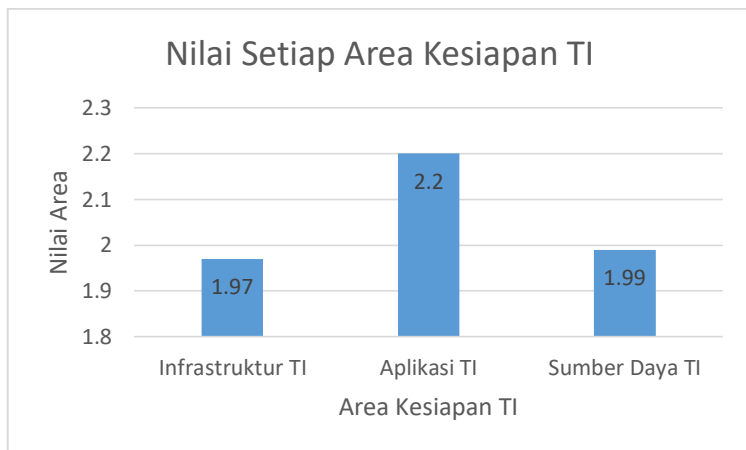 Nilai Setiap Area Kesiapan TI
2.3
2.2
2.1
2
1.9
1.8
Nilai Area
1.97
2.2
1.99
Infrastruktur TI
Aplikasi TI
Sumber Daya TI
Area Kesiapan TI